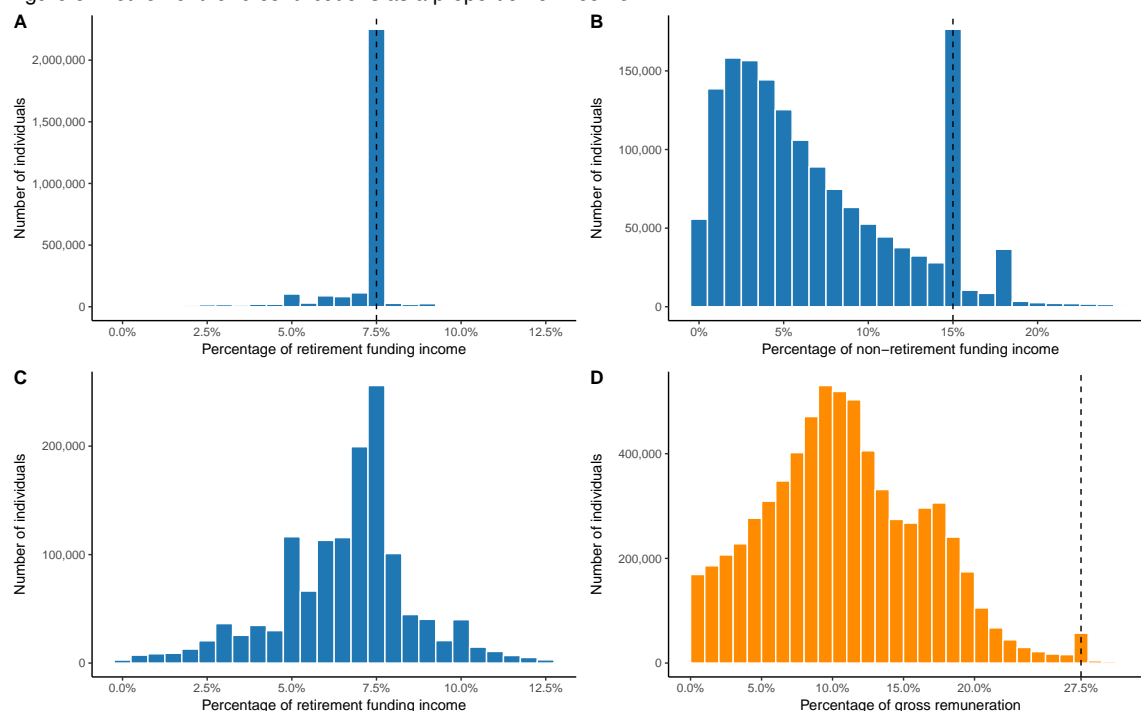 A
Number of individuals
2,000,000
1,500,000
1,000,000
500,000
0
0.0% 2.5% 5.0% 7.5% 10.0% 12.5%
Percentage of retirement funding income
B
Number of individuals
150,000
100,000
50,000
0
0% 5% 10% 15% 20%
Percentage of non−retirement funding income
C
Number of individuals
200,000
100,000
0
0.0% 2.5% 5.0% 7.5% 10.0% 12.5%
Percentage of retirement funding income
D
Number of individuals
400,000
200,000
0
0.0% 5.0% 10.0% 15.0% 20.0% 27.5%
Percentage of gross remuneration